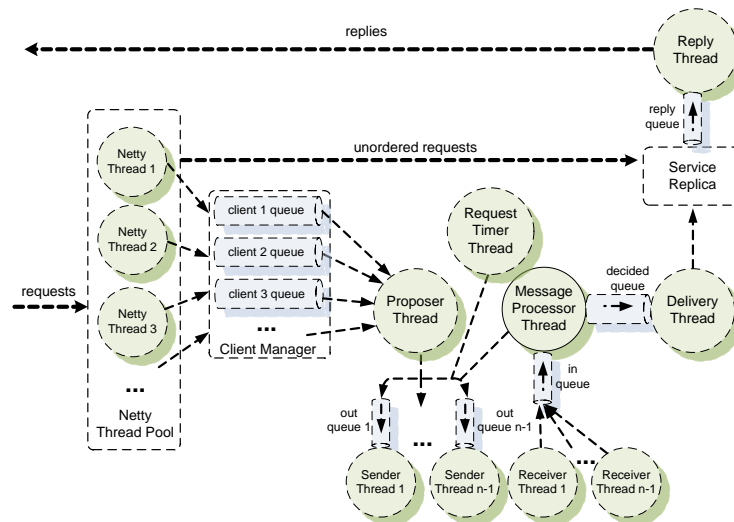 replies
Reply
Thread
reply
queue
unordered requests
Service
Replica
Netty
Thread 1
Netty
Thread 2
Netty
Thread 3
...
Netty
Thread Pool
requests
client 1 queue
client 2 queue
client 3 queue
...
Client Manager
Request
Timer
Thread
Proposer
Thread
Message
Processor
Thread
decided
queue
Delivery
Thread
in
queue
out
queue 1
...
out
queue n-1
Sender
Thread 1
Sender
Thread n-1
Receiver
Thread 1
...
Receiver
Thread n-1